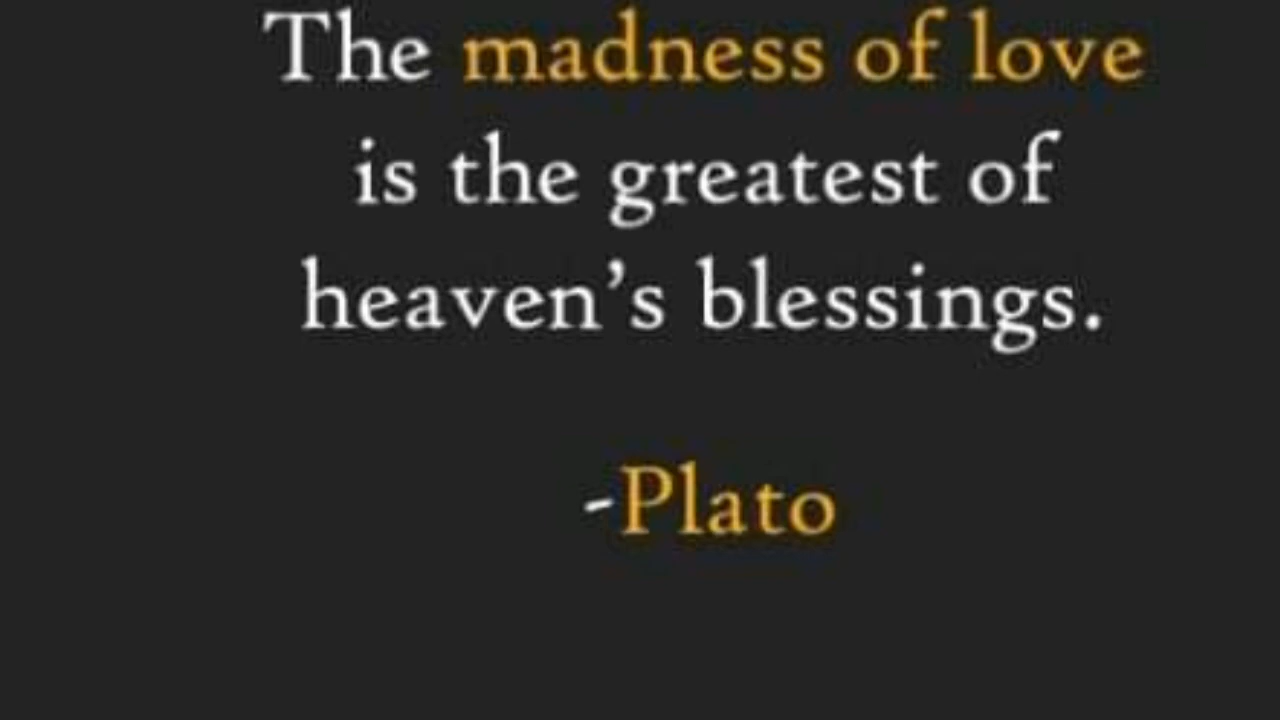 The madness of love
is the greatest of
heaven’s blessings.
-Plato